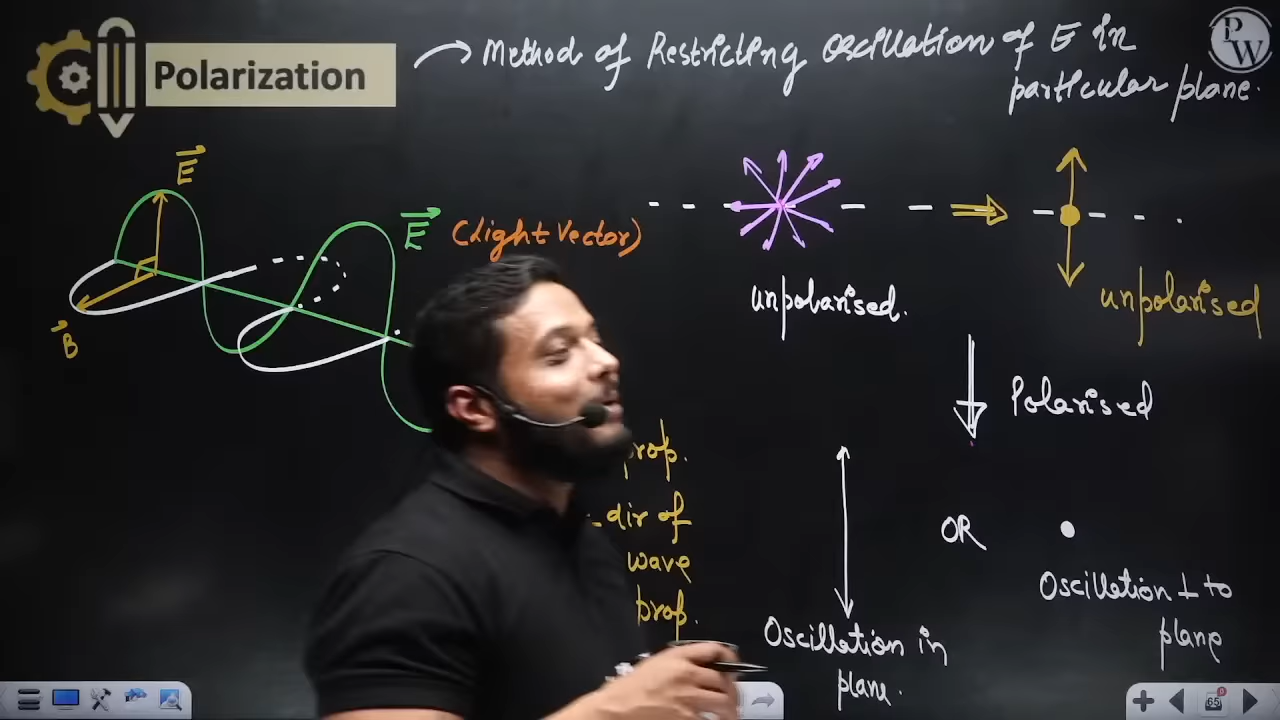 Polarization
Method of Restricting Oscillation of E in
particular plane.
P
W
E
E (Light Vector)
B
unpolarised.
unpolarised
Polarised
prop.
dir of
wave
prop.
OR
Oscillation in
plane.
Oscillation ⊥ to
plane
65